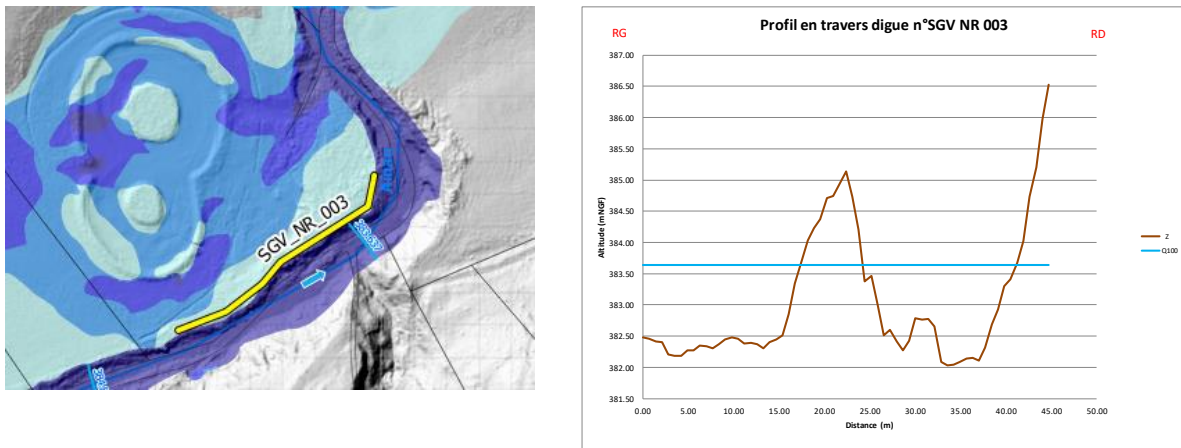 SGV_NR_003
383.637
Profil en travers digue n°SGV NR 003
RG
RD
387.00
386.50
386.00
385.50
385.00
384.50
384.00
383.50
383.00
382.50
382.00
381.50
Altitude (mNGF)
0.00 5.00 10.00 15.00 20.00 25.00 30.00 35.00 40.00 45.00 50.00
Distance (m)
Z
Q100